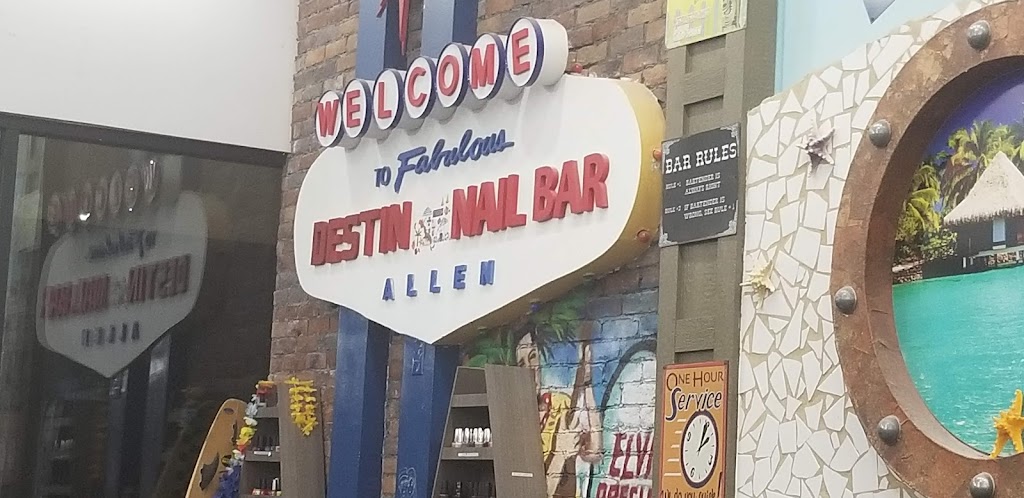 WELCOME
TO Fabulous
DESTIN NAIL BAR
ALLEN
BAR RULES
RULE #1 BARTENDER IS
ALWAYS RIGHT
RULE #2 IF BARTENDER IS
WRONG, SEE RULE #1
ONE HOUR
Service
ELVI